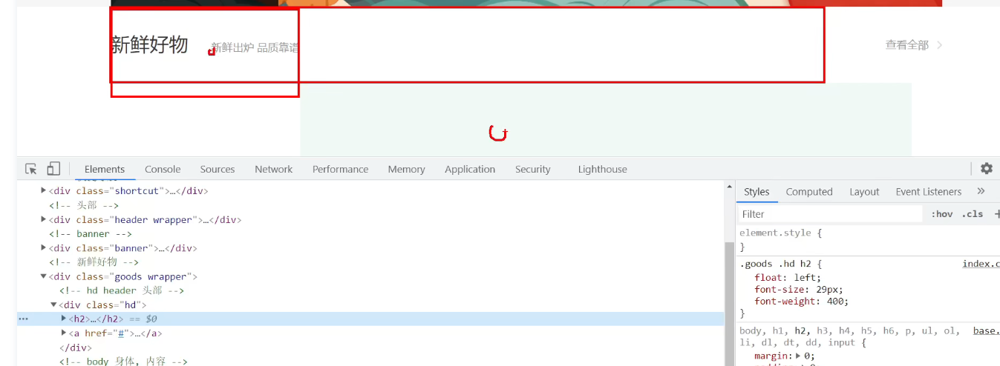 新鲜好物 新鲜出炉 品质靠谱 查看全部
Elements Console Sources Network Performance Memory Application Security Lighthouse
<div class="shortcut">…</div>
<!-- 头部 -->
<div class="header wrapper">…</div>
<!-- banner -->
<div class="banner">…</div>
<!-- 新鲜好物 -->
<div class="goods wrapper">
<!-- hd header 头部 -->
<div class="hd">
<h2>…</h2> == $0
<a href="#">…</a>
</div>
<!-- body 身体, 内容 -->
Styles Computed Layout Event Listeners »
Filter :hov .cls +
element.style {
}
.goods .hd h2 { index.c
float: left;
font-size: 29px;
font-weight: 400;
}
body, h1, h2, h3, h4, h5, h6, p, ul, ol, base.
li, dl, dt, dd, input {
margin: 0;